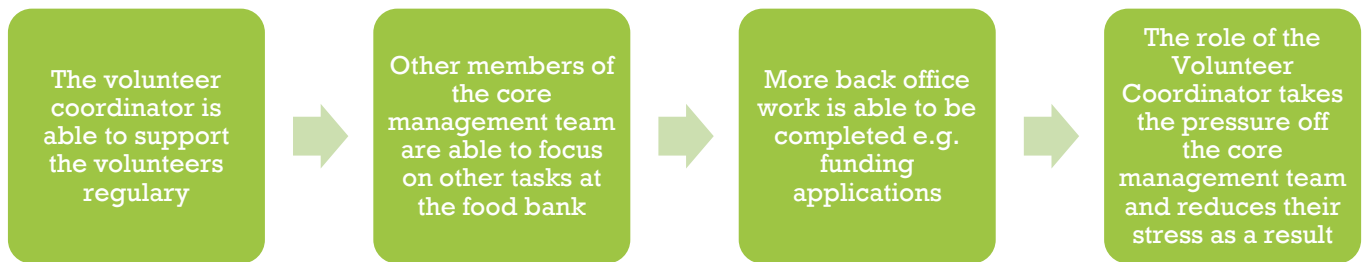 The volunteer
coordinator is
able to support
the volunteers
regulary
Other members of
the core
management team
are able to focus
on other tasks at
the food bank
More back office
work is able to be
completed e.g.
funding
applications
The role of the
Volunteer
Coordinator takes
the pressure off
the core
management team
and reduces their
stress as a result